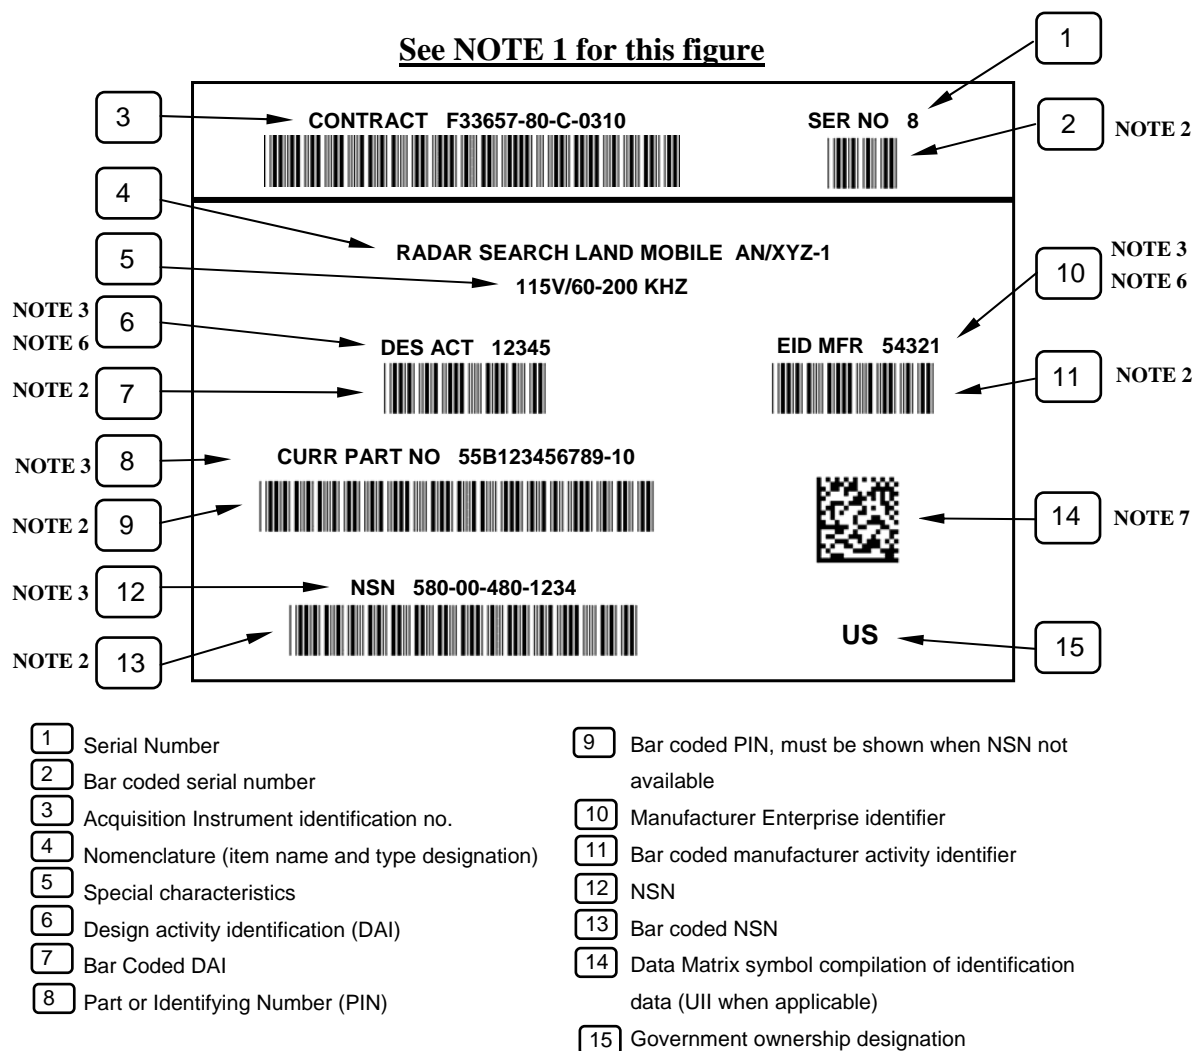 See NOTE 1 for this figure
1
3
CONTRACT F33657-80-C-0310
SER NO 8
2
NOTE 2
4
RADAR SEARCH LAND MOBILE AN/XYZ-1
5
115V/60-200 KHZ
NOTE 3
10
NOTE 6
NOTE 3
6
NOTE 6
DES ACT 12345
EID MFR 54321
NOTE 2
7
11
NOTE 2
NOTE 3
8
CURR PART NO 55B123456789-10
NOTE 2
9
14
NOTE 7
NOTE 3
12
NSN 580-00-480-1234
NOTE 2
13
US
15
1 Serial Number
2 Bar coded serial number
3 Acquisition Instrument identification no.
4 Nomenclature (item name and type designation)
5 Special characteristics
6 Design activity identification (DAI)
7 Bar Coded DAI
8 Part or Identifying Number (PIN)
9 Bar coded PIN, must be shown when NSN not
available
10 Manufacturer Enterprise identifier
11 Bar coded manufacturer activity identifier
12 NSN
13 Bar coded NSN
14 Data Matrix symbol compilation of identification
data (UII when applicable)
15 Government ownership designation